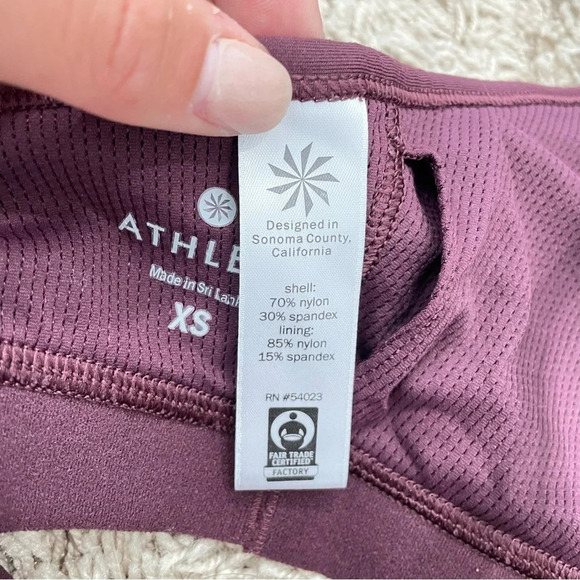 Designed in
Sonoma County,
California
shell:
70% nylon
30% spandex
lining:
85% nylon
15% spandex
RN #54023
FAIR TRADE
CERTIFIED
FACTORY
ATHLE
Made in Sri Lan
XS